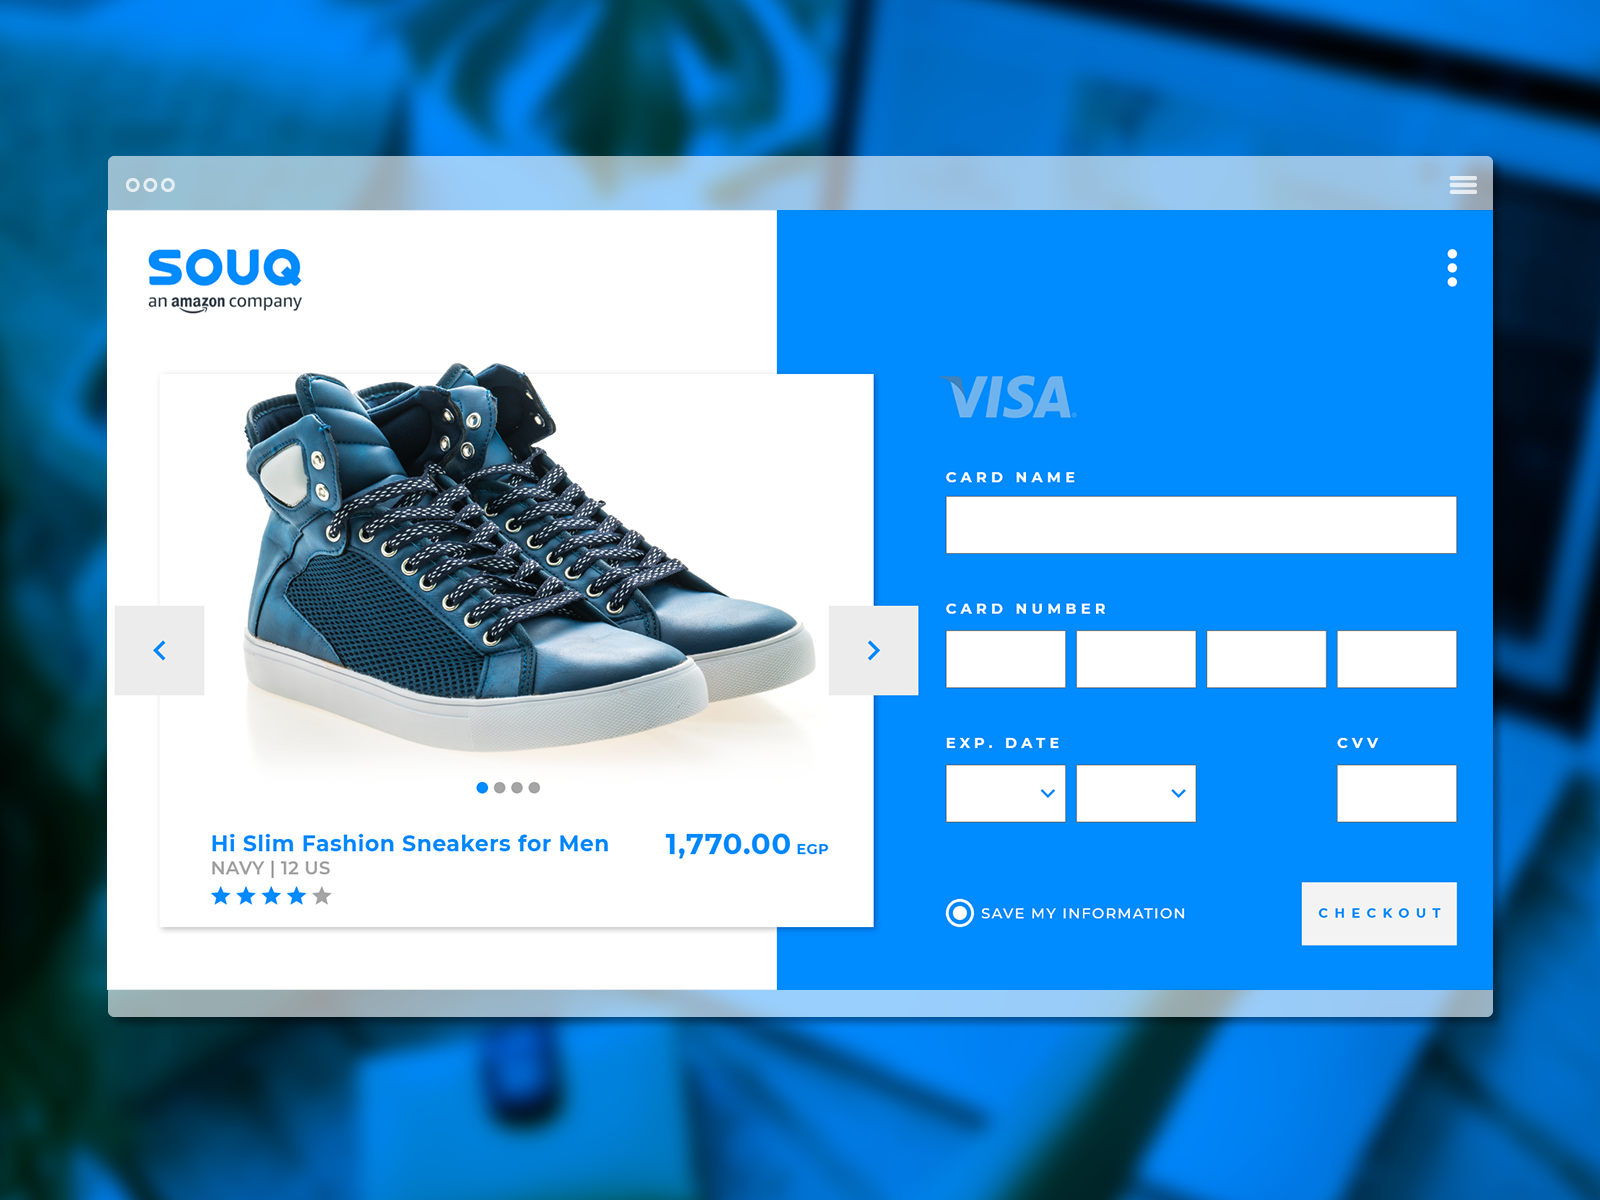 SOUQ
an amazon company
VISA
CARD NAME
CARD NUMBER
EXP. DATE
CVV
Hi Slim Fashion Sneakers for Men
1,770.00 EGP
NAVY | 12 US
SAVE MY INFORMATION
CHECKOUT